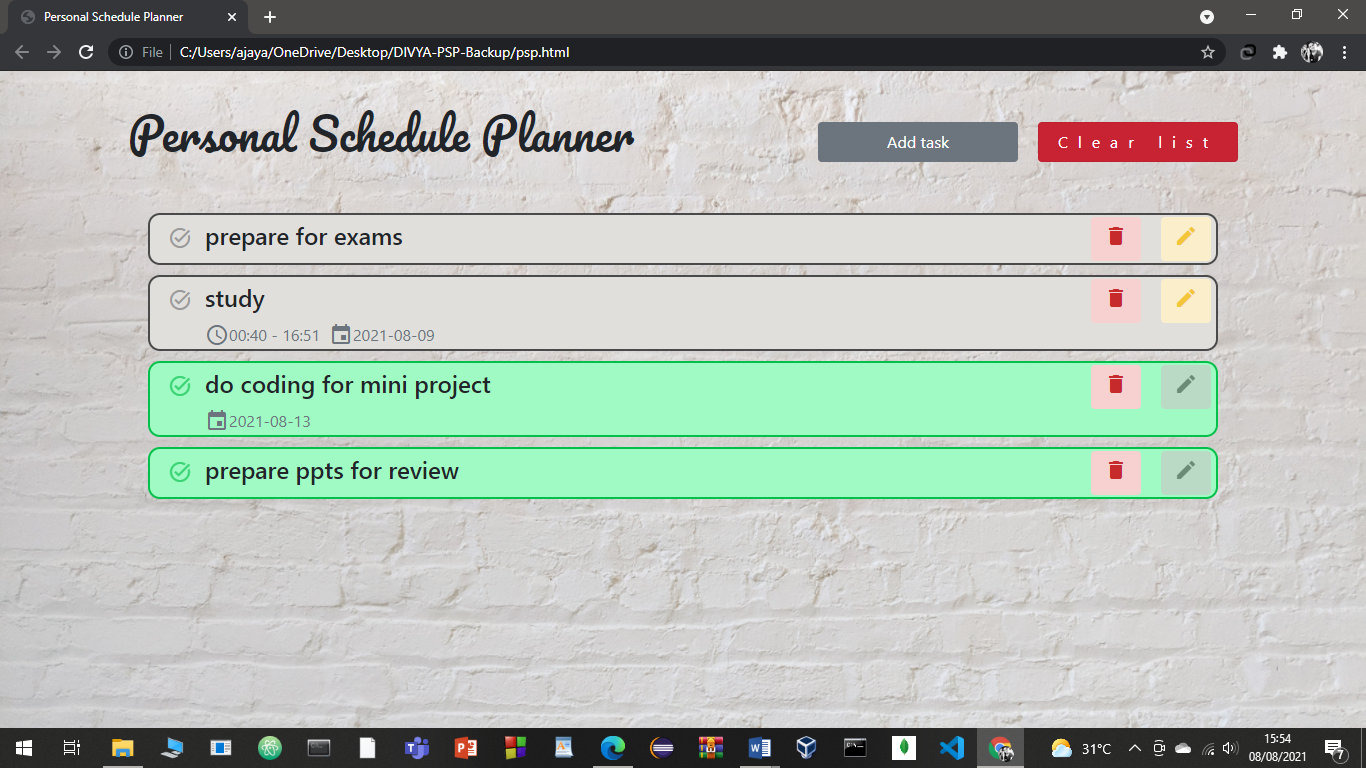 Personal Schedule Planner
File C:/Users/ajaya/OneDrive/Desktop/DIVYA-PSP-Backup/psp.html
Personal Schedule Planner
Add task
Clear list
prepare for exams
study
00:40 - 16:51 2021-08-09
do coding for mini project
2021-08-13
prepare ppts for review
31°C
15:54
08/08/2021
7